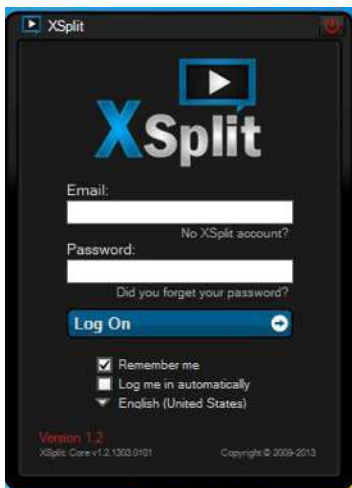 XSplit
XSplit
Email:
No XSplit account?
Password:
Did you forget your password?
Log On
Remember me
Log me in automatically
English (United States)
Version 1.2
XSplit Core v1.2.1303.0101 Copyright © 2009-2013